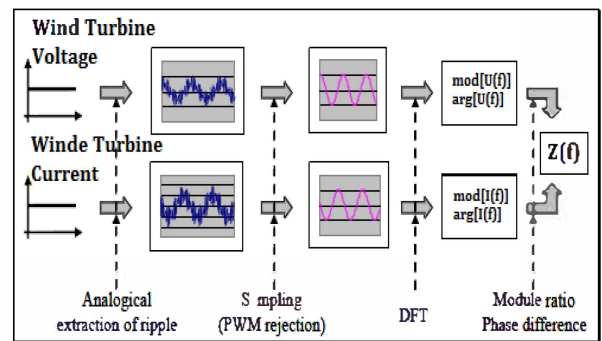 Wind Turbine
Voltage
mod[U(f)]
arg[U(f)]
Winde Turbine
Current
Z(f)
mod[I(f)]
arg[I(f)]
Analogical
extraction of ripple
S mpling
(PWM rejection)
DFT
Module ratio
Phase difference